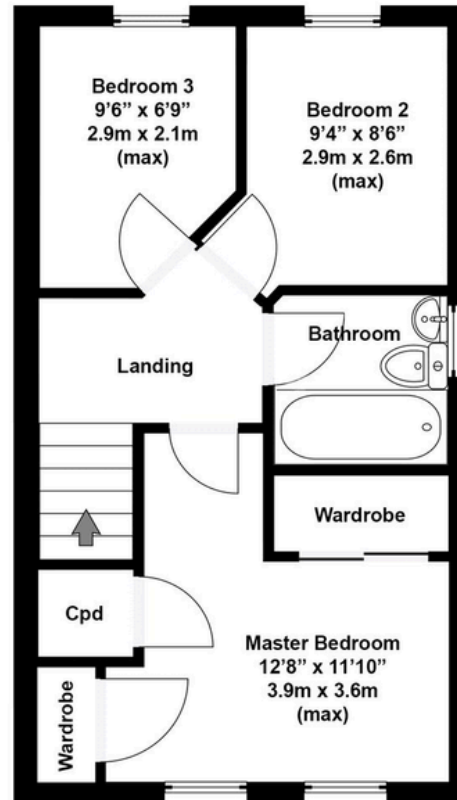 Bedroom 3
9'6” x 6'9”
2.9m x 2.1m
(max)
Bedroom 2
9'4” x 8'6”
2.9m x 2.6m
(max)
Bathroom
Landing
Wardrobe
Cpd
Master Bedroom
12'8” x 11'10”
3.9m x 3.6m
(max)
Wardrobe